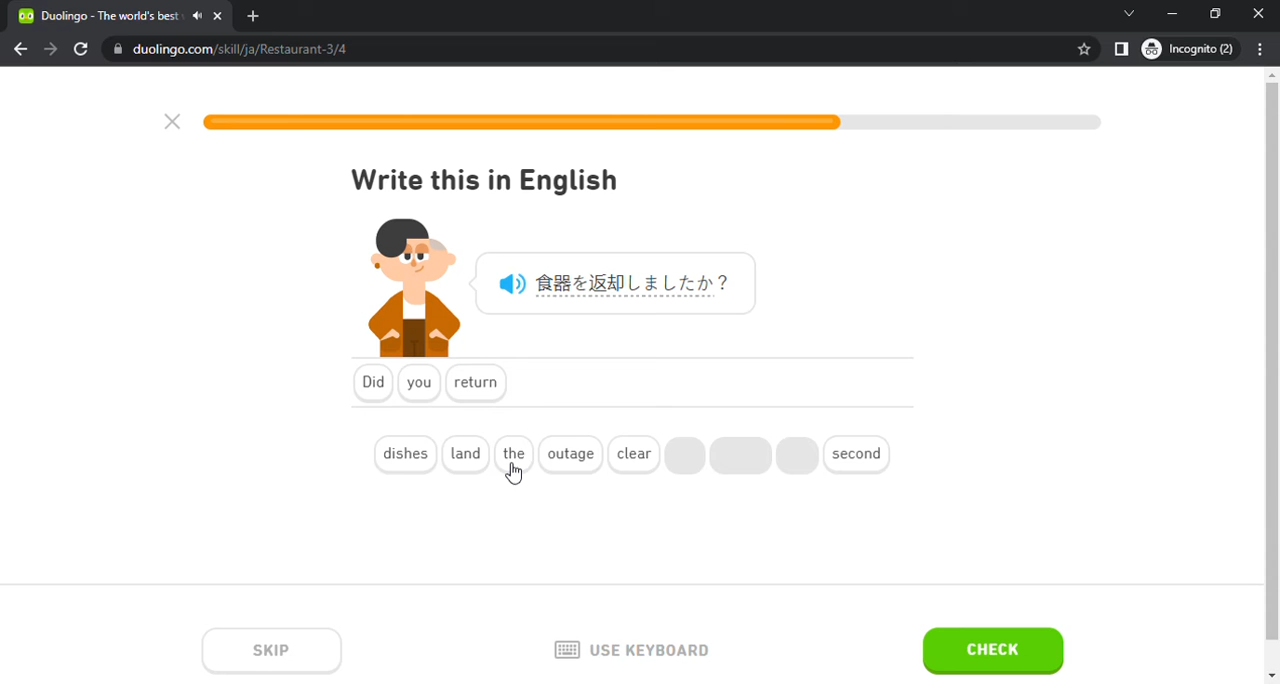 Duolingo - The world's best
duolingo.com/skill/ja/Restaurant-3/4
Incognito (2)
Write this in English
食器を返却しましたか？
Did you return
dishes land the outage clear second
SKIP
USE KEYBOARD
CHECK